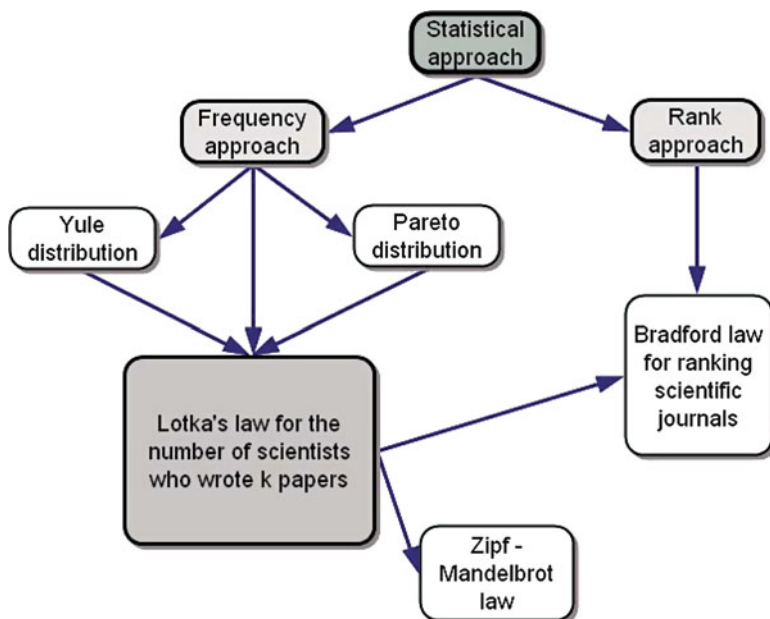 Statistical
approach
Frequency
approach
Rank
approach
Yule
distribution
Pareto
distribution
Bradford law
for ranking
scientific
journals
Lotka's law for the
number of scientists
who wrote k papers
Zipf -
Mandelbrot
law